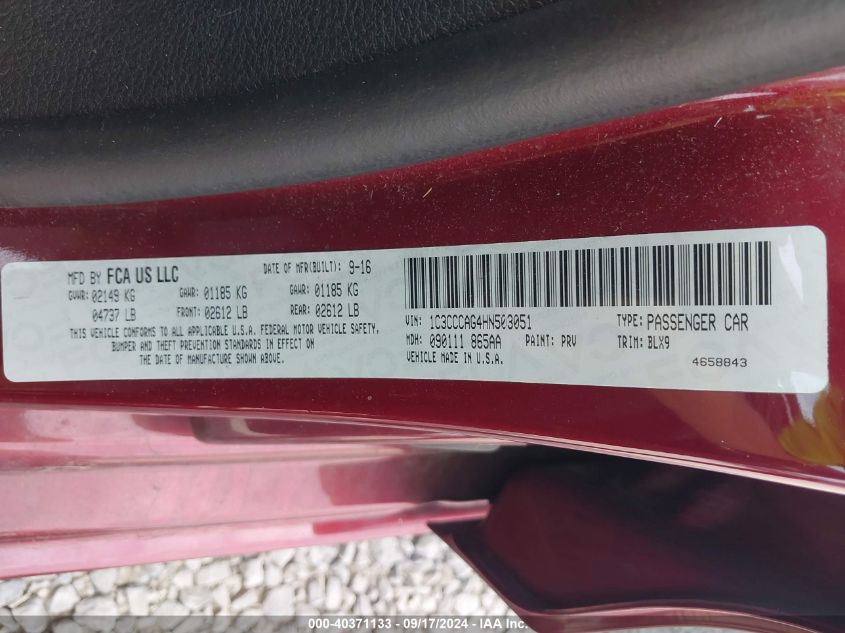 MFD BY FCA US LLC DATE OF MFR(BUILT): 9-16
GVWR: 02149 KG GAWR: 01185 KG GAWR: 01185 KG
04737 LB FRONT: 02612 LB REAR: 02612 LB
THIS VEHICLE CONFORMS TO ALL APPLICABLE U.S.A. FEDERAL MOTOR VEHICLE SAFETY,
BUMPER AND THEFT PREVENTION STANDARDS IN EFFECT ON
THE DATE OF MANUFACTURE SHOWN ABOVE.
VIN: 1C3CCCAG4HN503051 TYPE: PASSENGER CAR
MDH: 090111 865AA PAINT: PRV TRIM: BLX9
VEHICLE MADE IN U.S.A. 4658843
000-40371133 - 09/17/2024 - IAA Inc.